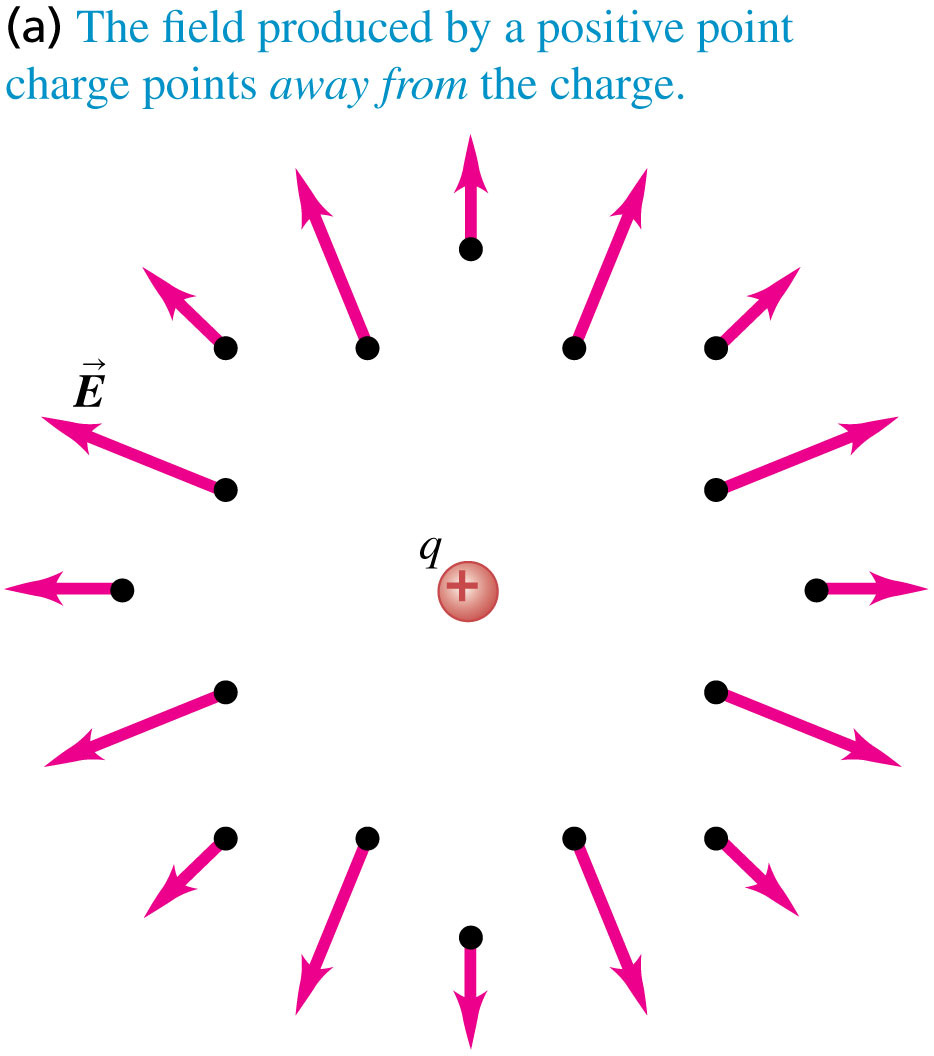 (a) The field produced by a positive point
charge points away from the charge.
E⃗
q
+